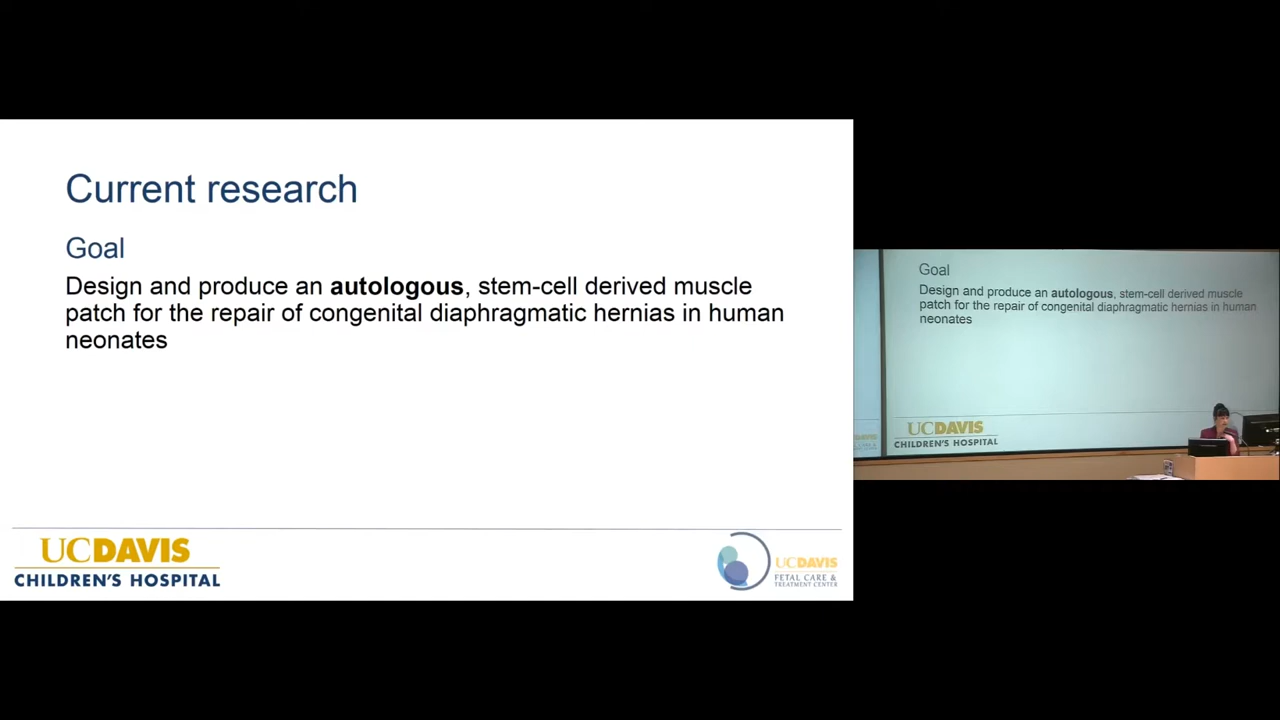 Current research
Goal
Design and produce an autologous, stem-cell derived muscle
patch for the repair of congenital diaphragmatic hernias in human
neonates
UCDAVIS
CHILDREN'S HOSPITAL
UCDAVIS
FETAL CARE &
TREATMENT CENTER
Goal
Design and produce an autologous, stem-cell derived muscle
patch for the repair of congenital diaphragmatic hernias in human
neonates
UCDAVIS
CHILDREN'S HOSPITAL